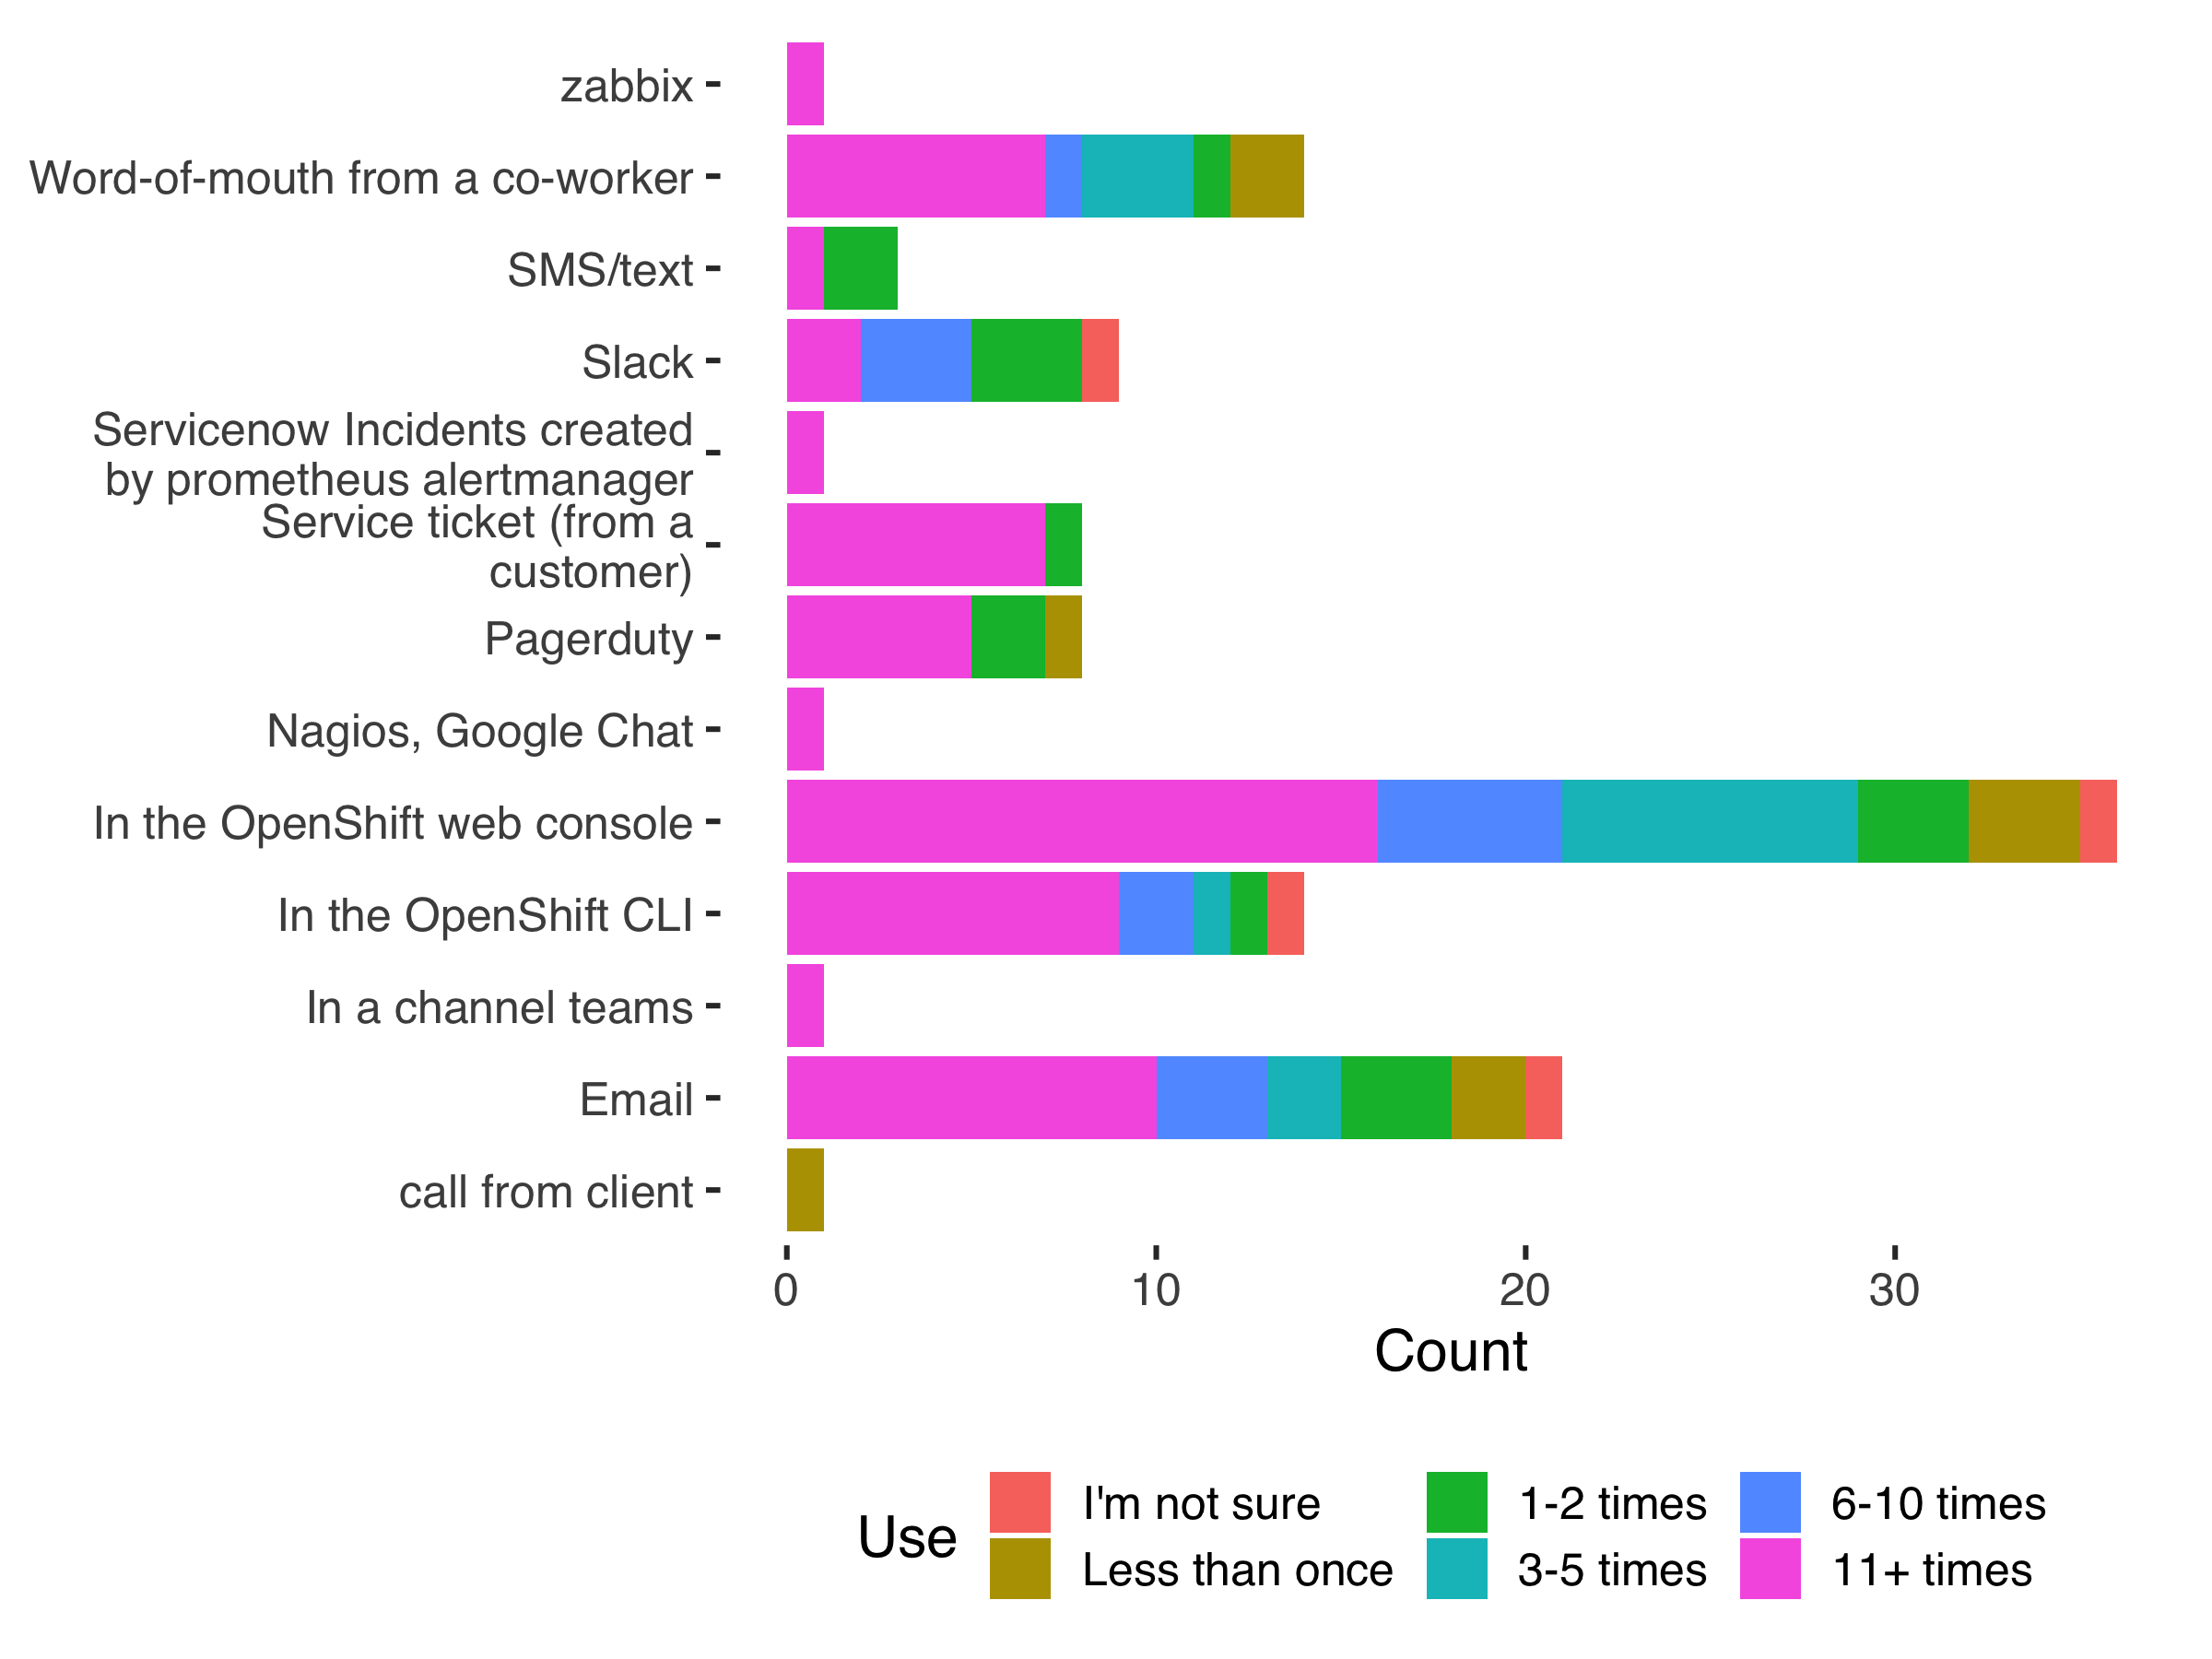 zabbix
Word-of-mouth from a co-worker
SMS/text
Slack
Servicenow Incidents created
by prometheus alertmanager
Service ticket (from a
customer)
Pagerduty
Nagios, Google Chat
In the OpenShift web console
In the OpenShift CLI
In a channel teams
Email
call from client
0 10 20 30
Count
Use
I'm not sure 1-2 times 6-10 times
Less than once 3-5 times 11+ times